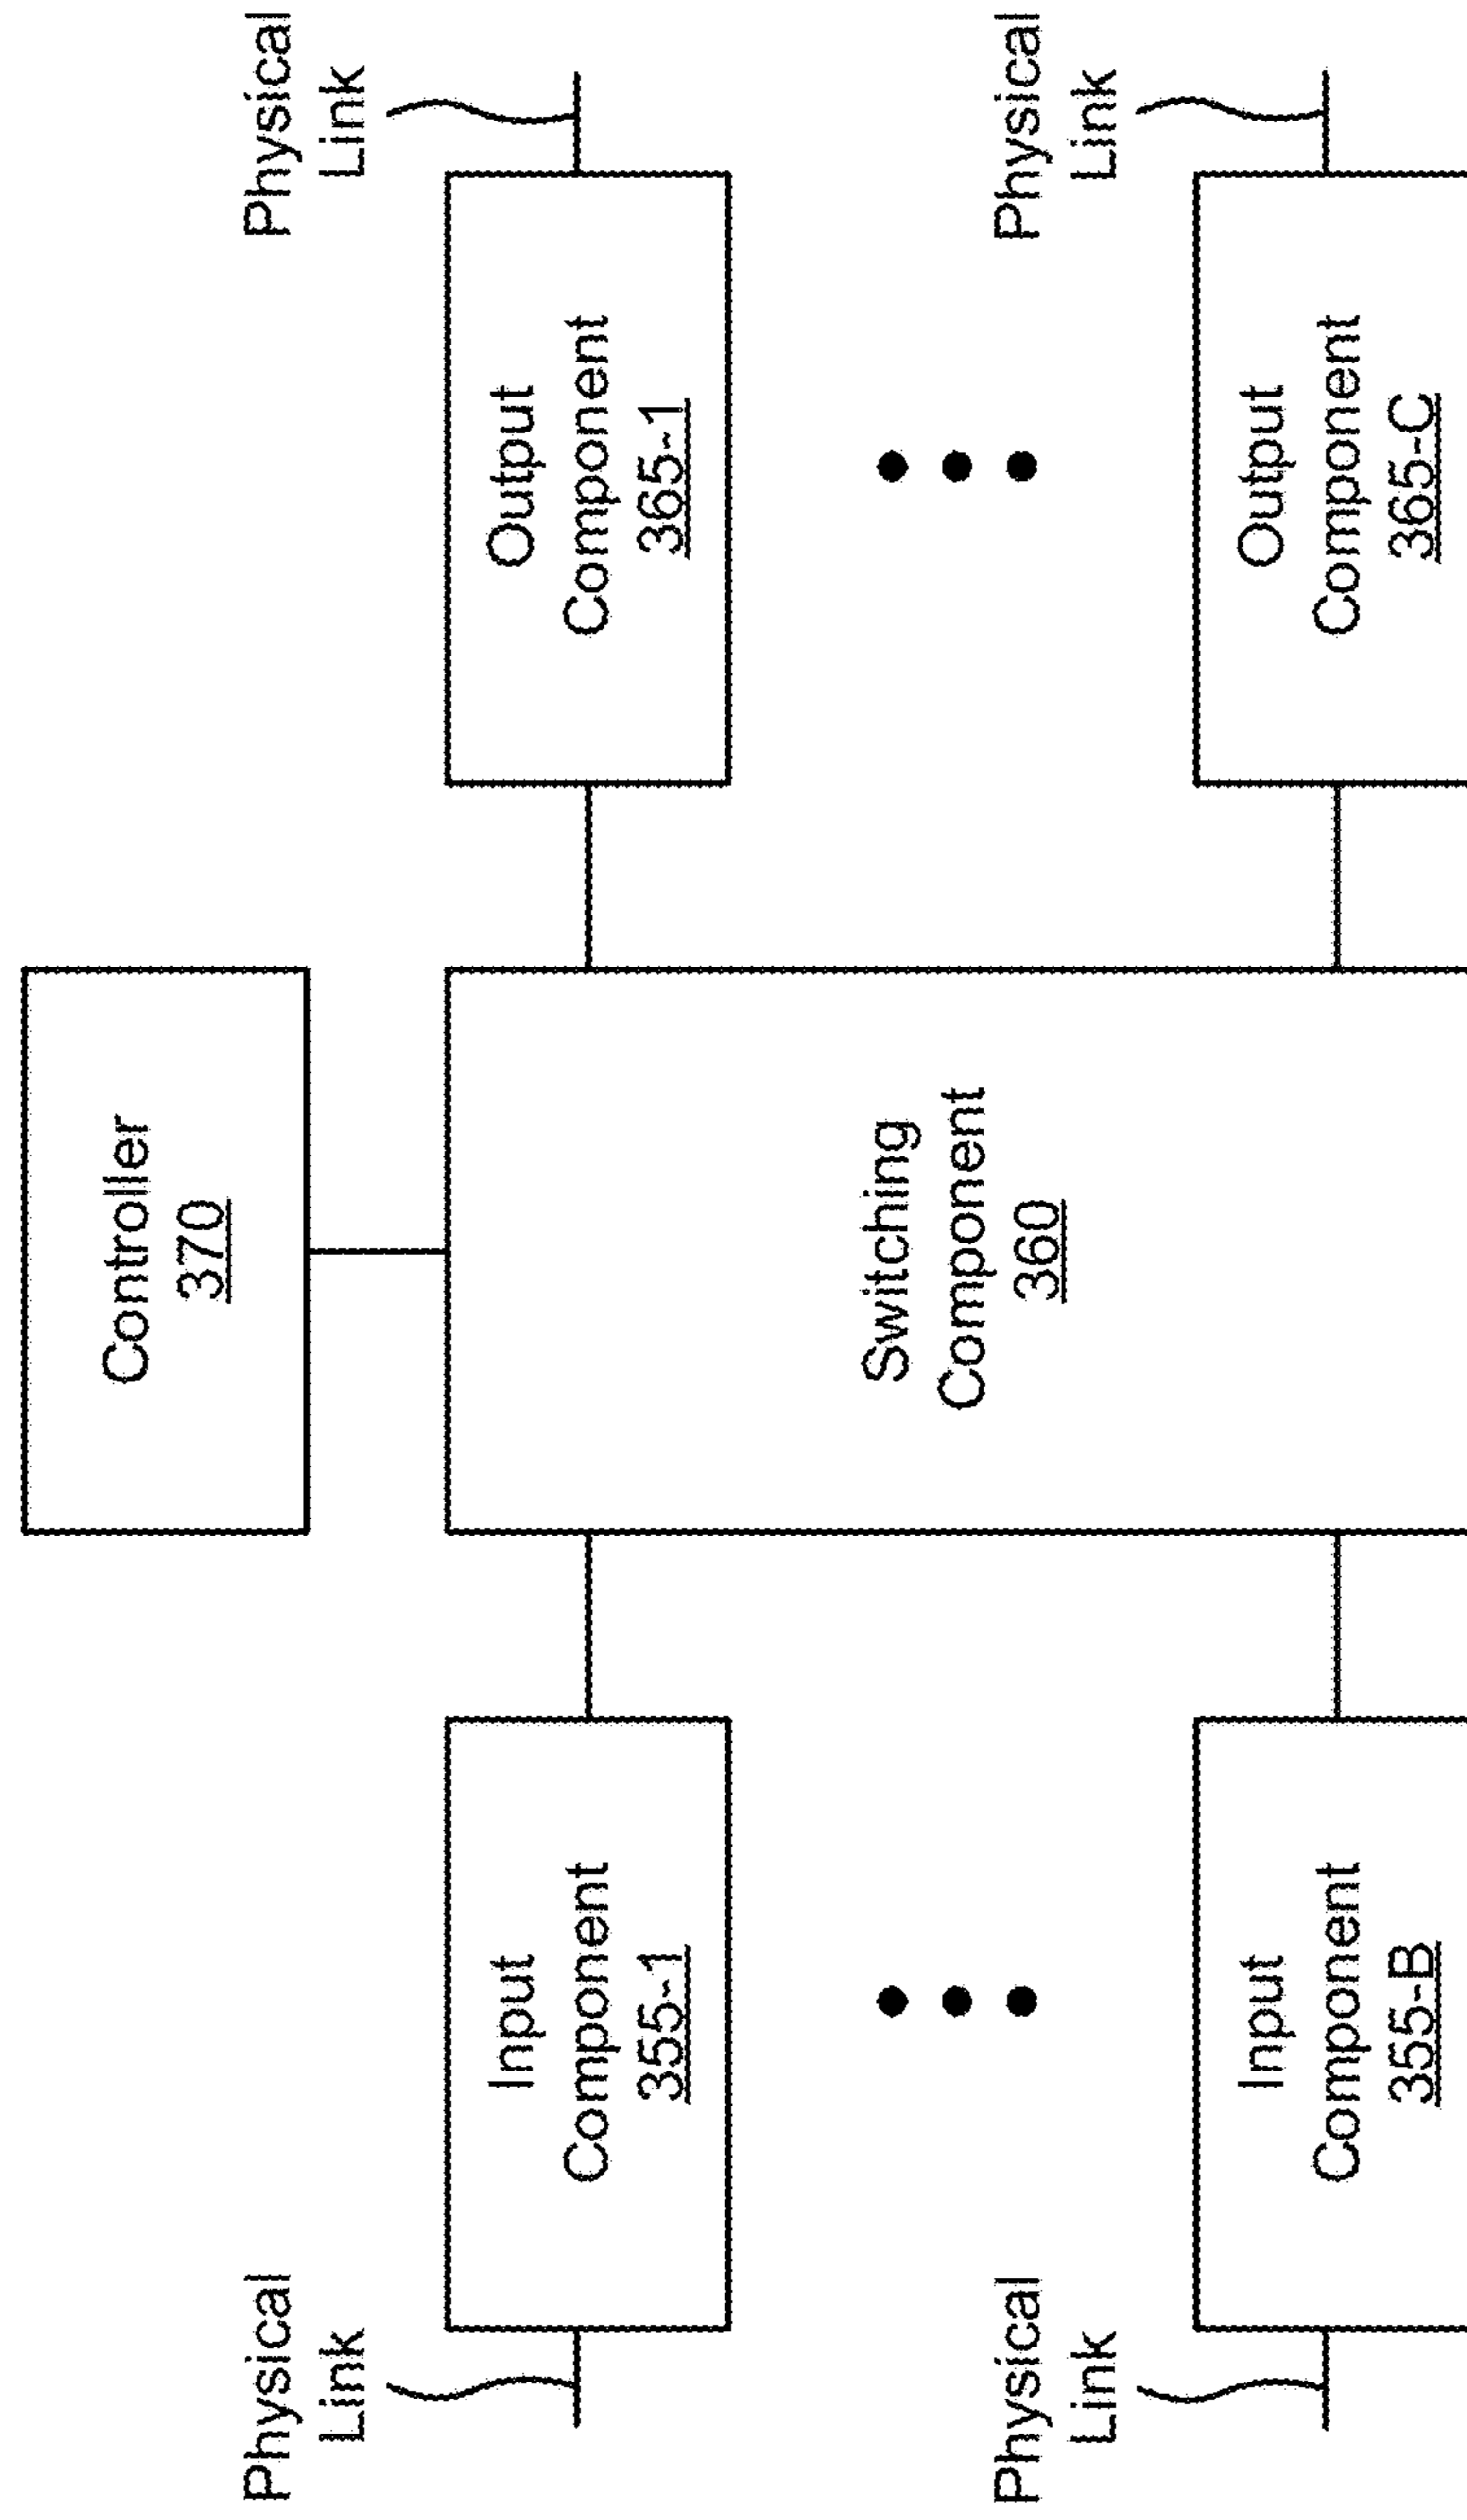 Controller
370
Physical
Link
Input
Component
355-1
Output
Component
365-1
Physical
Link
Switching
Component
360
Physical
Link
Input
Component
355-B
Output
Component
365-C
Physical
Link